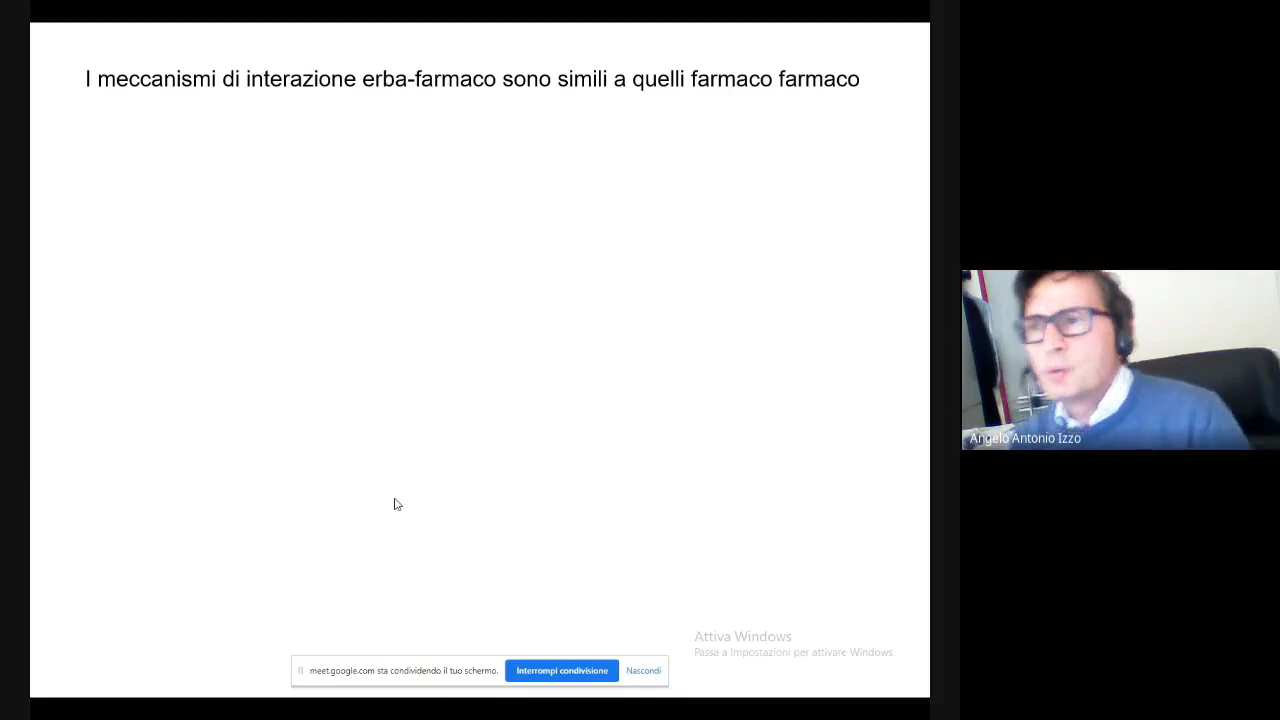 I meccanismi di interazione erba-farmaco sono simili a quelli farmaco farmaco
Angelo Antonio Izzo
Attiva Windows
Passa a Impostazioni per attivare Windows.
meet.google.com sta condividendo il tuo schermo. Interrompi condivisione Nascondi